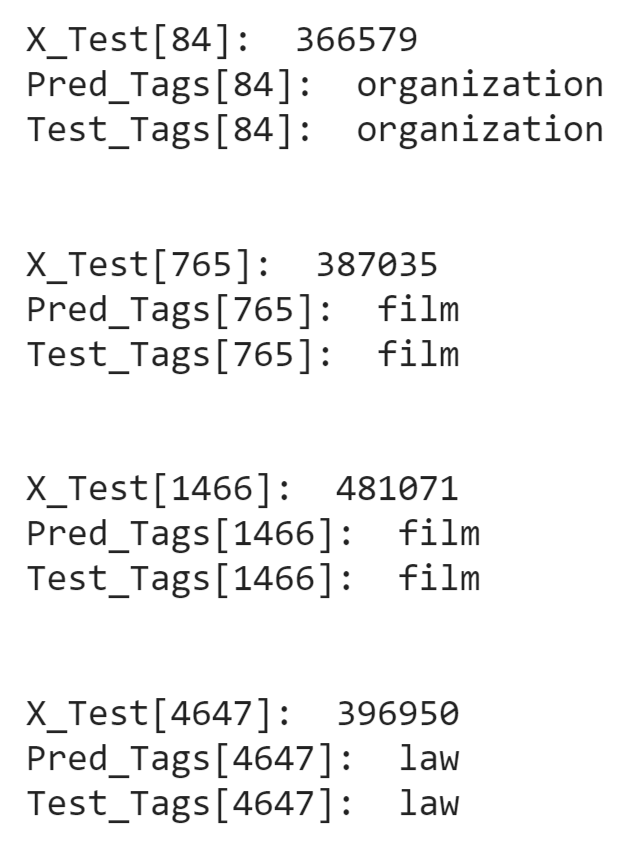 X_Test[84]:  366579
Pred_Tags[84]:  organization
Test_Tags[84]:  organization
X_Test[765]:  387035
Pred_Tags[765]:  film
Test_Tags[765]:  film
X_Test[1466]:  481071
Pred_Tags[1466]:  film
Test_Tags[1466]:  film
X_Test[4647]:  396950
Pred_Tags[4647]:  law
Test_Tags[4647]:  law